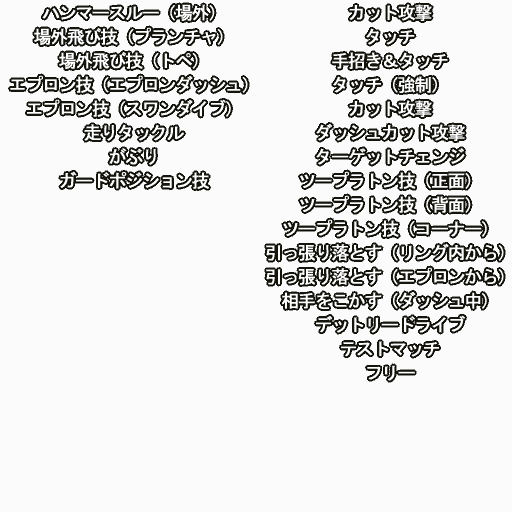 ハンマースルー（場外）
場外飛び技（プランチャ）
場外飛び技（トペ）
エプロン技（エプロンダッシュ）
エプロン技（スワンダイブ）
走りタックル
がぶり
ガードポジション技
カット攻撃
タッチ
手招き＆タッチ
タッチ（強制）
カット攻撃
ダッシュカット攻撃
ターゲットチェンジ
ツープラトン技（正面）
ツープラトン技（背面）
ツープラトン技（コーナー）
引っ張り落とす（リング内から）
引っ張り落とす（エプロンから）
相手をこかす（ダッシュ中）
デットリードライブ
テストマッチ
フリー